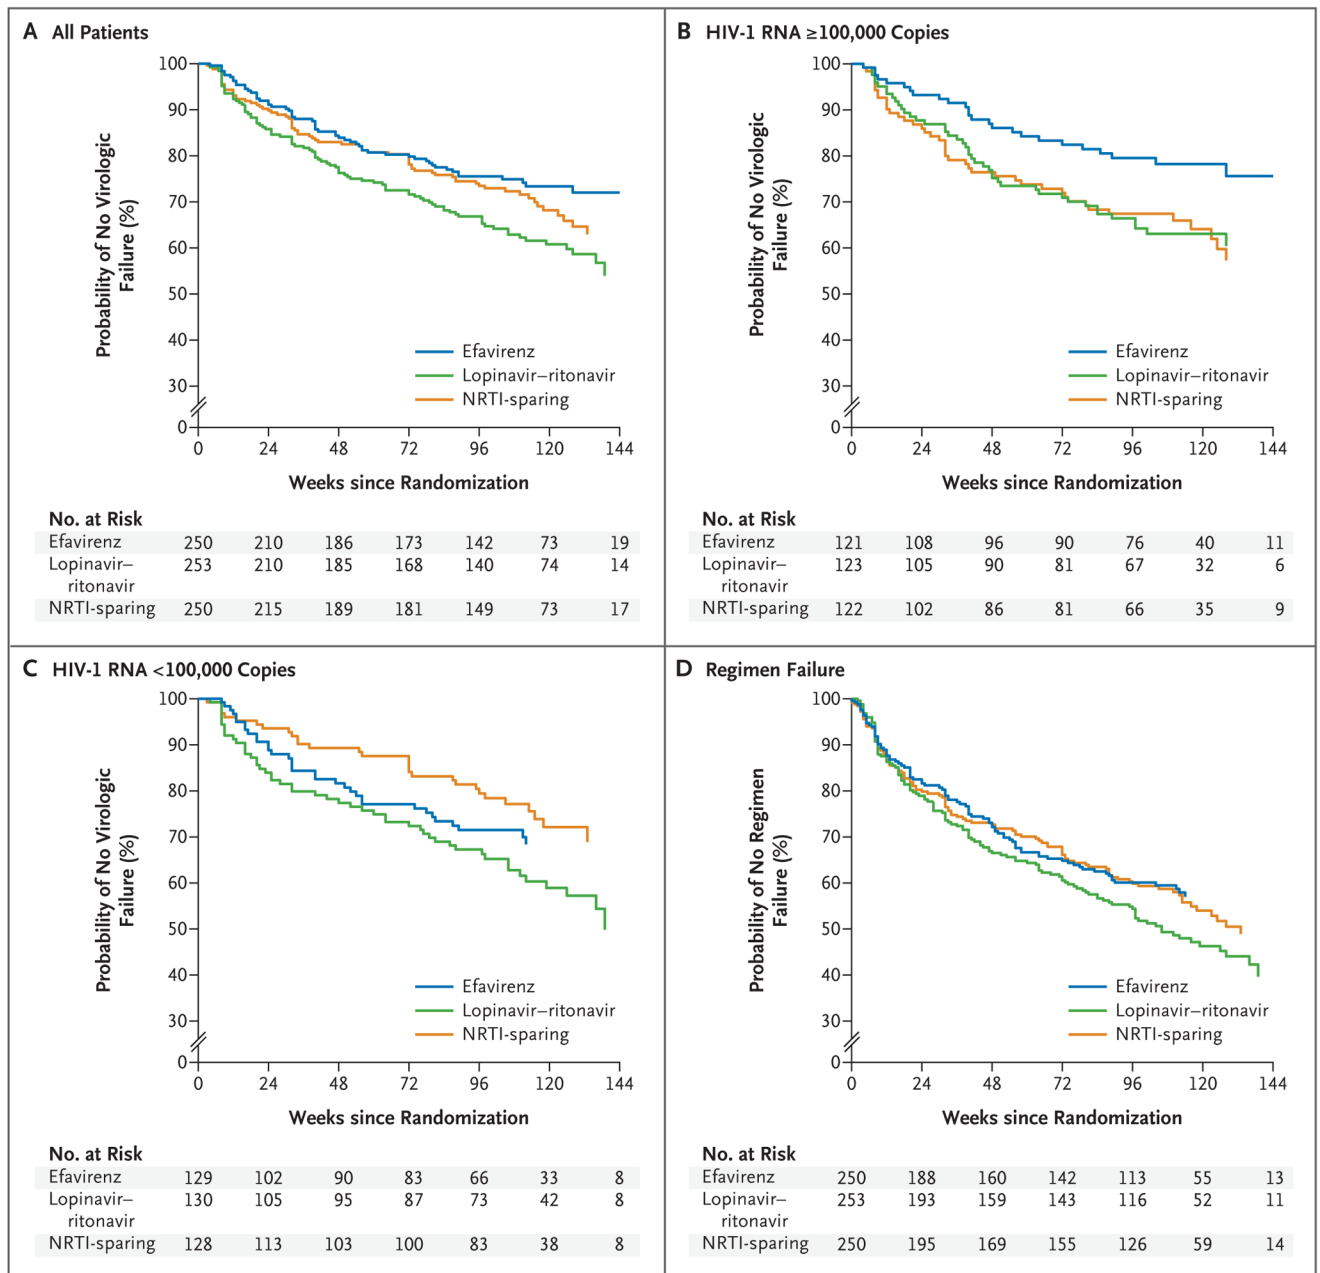 A All Patients
100
90
80
70
60
50
40
30
0
Probability of No Virologic
Failure (%)
Efavirenz
Lopinavir–ritonavir
NRTI-sparing
0 24 48 72 96 120 144
Weeks since Randomization
No. at Risk
Efavirenz 250 210 186 173 142 73 19
Lopinavir– 253 210 185 168 140 74 14
ritonavir
NRTI-sparing 250 215 189 181 149 73 17
B HIV-1 RNA ≥100,000 Copies
100
90
80
70
60
50
40
30
0
Probability of No Virologic
Failure (%)
Efavirenz
Lopinavir–ritonavir
NRTI-sparing
0 24 48 72 96 120 144
Weeks since Randomization
No. at Risk
Efavirenz 121 108 96 90 76 40 11
Lopinavir– 123 105 90 81 67 32 6
ritonavir
NRTI-sparing 122 102 86 81 66 35 9
C HIV-1 RNA <100,000 Copies
100
90
80
70
60
50
40
30
0
Probability of No Virologic
Failure (%)
Efavirenz
Lopinavir–ritonavir
NRTI-sparing
0 24 48 72 96 120 144
Weeks since Randomization
No. at Risk
Efavirenz 129 102 90 83 66 33 8
Lopinavir– 130 105 95 87 73 42 8
ritonavir
NRTI-sparing 128 113 103 100 83 38 8
D Regimen Failure
100
90
80
70
60
50
40
30
0
Probability of No Regimen
Failure (%)
Efavirenz
Lopinavir–ritonavir
NRTI-sparing
0 24 48 72 96 120 144
Weeks since Randomization
No. at Risk
Efavirenz 250 188 160 142 113 55 13
Lopinavir– 253 193 159 143 116 52 11
ritonavir
NRTI-sparing 250 195 169 155 126 59 14